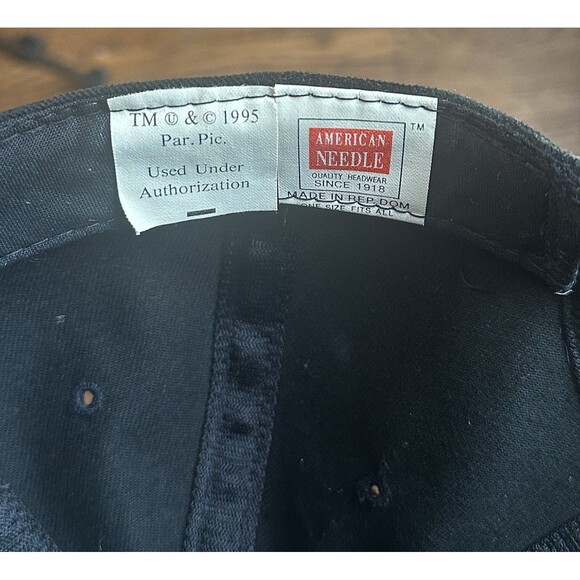 TM Ⓤ & © 1995
Par. Pic.
Used Under
Authorization
AMERICAN
NEEDLE
TM
QUALITY HEADWEAR
SINCE 1918
MADE IN REP. DOM
ONE SIZE FITS ALL